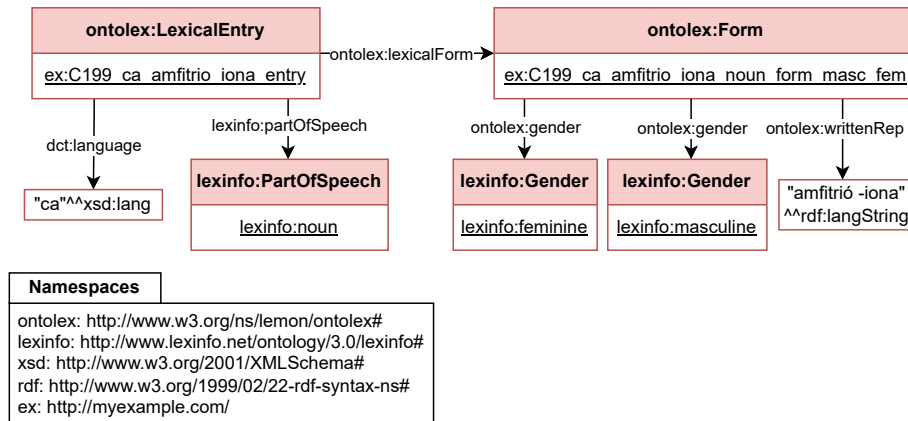 ontolex:LexicalEntry
ex:C199_ca_amfitrio_iona_entry
ontolex:lexicalForm
ontolex:Form
ex:C199_ca_amfitrio_iona_noun_form_masc_fem
dct:language
lexinfo:partOfSpeech
ontolex:gender
ontolex:gender
ontolex:writtenRep
"ca"^^xsd:lang
lexinfo:PartOfSpeech
lexinfo:noun
lexinfo:Gender
lexinfo:feminine
lexinfo:Gender
lexinfo:masculine
"amfitrió -iona"
^^rdf:langString
Namespaces
ontolex: http://www.w3.org/ns/lemon/ontolex#
lexinfo: http://www.lexinfo.net/ontology/3.0/lexinfo#
xsd: http://www.w3.org/2001/XMLSchema#
rdf: http://www.w3.org/1999/02/22-rdf-syntax-ns#
ex: http://myexample.com/